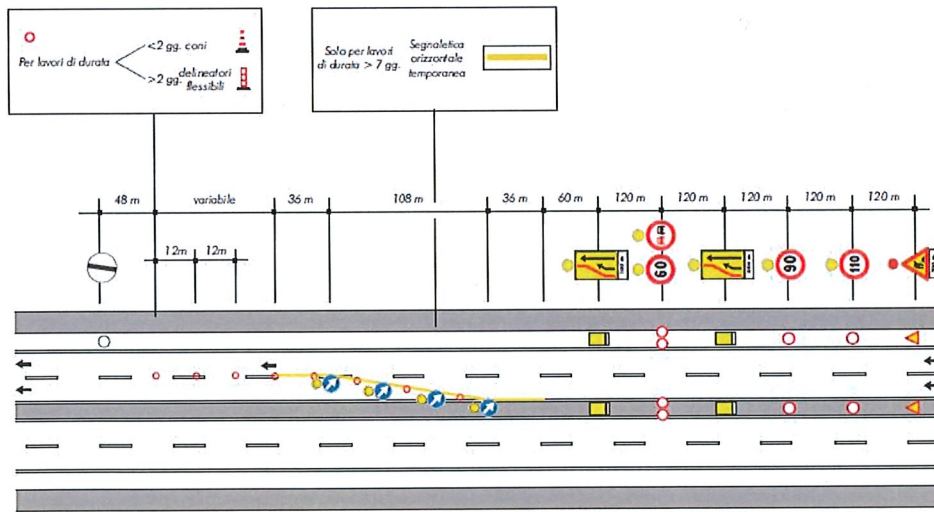 Per lavori di durata
<2 gg. coni
>2 gg. delineatori
flessibili
Solo per lavori
di durata > 7 gg.
Segnaletica
orizzontale
temporanea
48 m
variabile
36 m
108 m
36 m
60 m
120 m
120 m
120 m
120 m
120 m
12m
12m
60
90
110